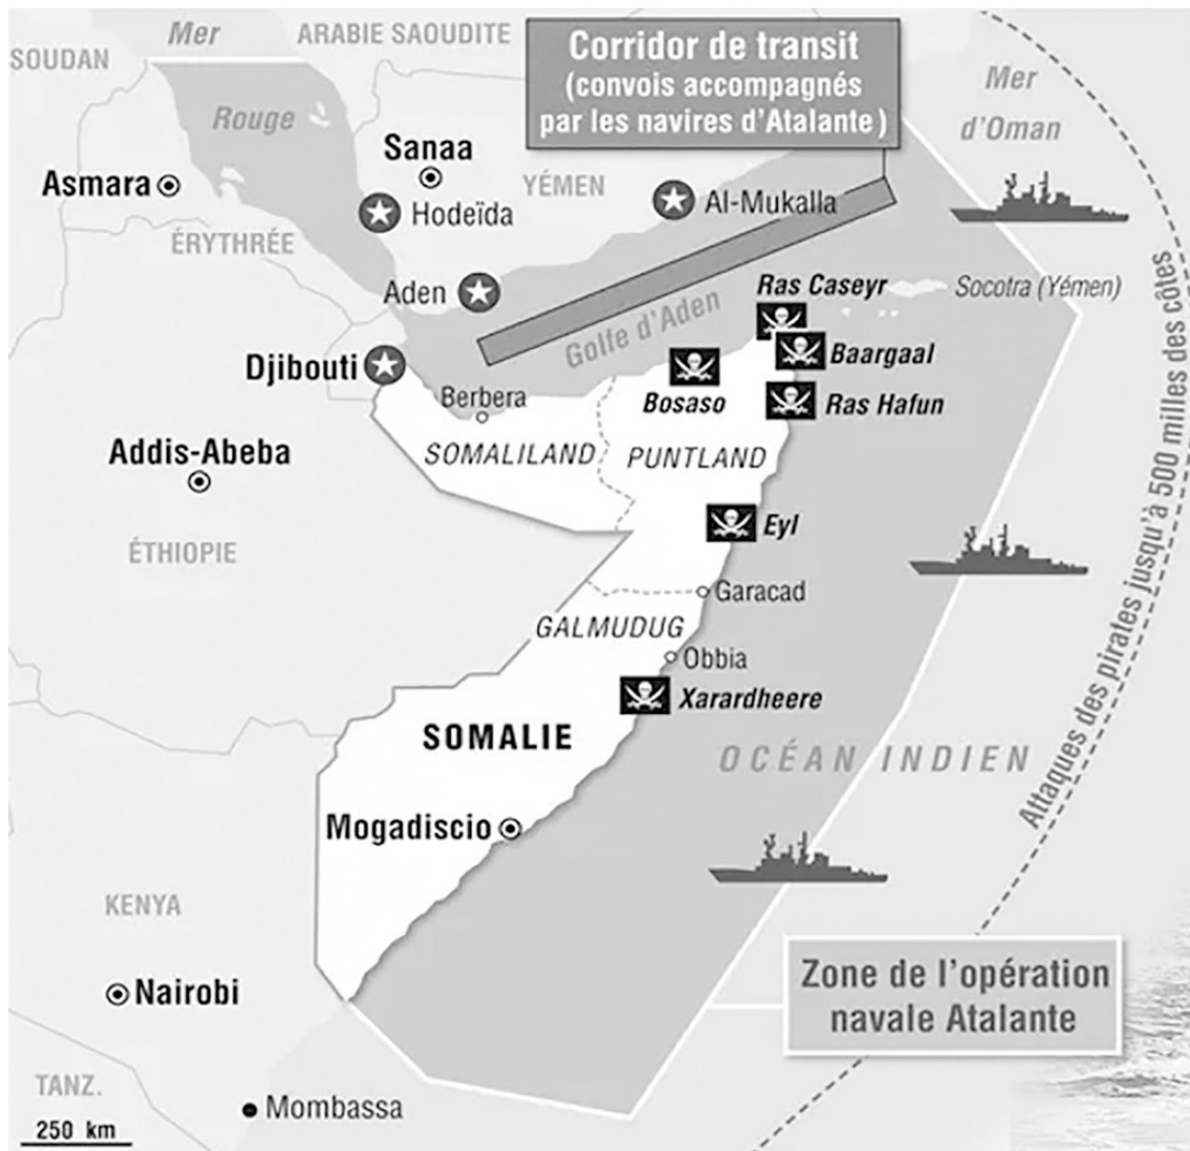 Mer
ARABIE SAOUDITE
SOUDAN
Corridor de transit
(convois accompagnés
par les navires d'Atalante)
Mer
d'Oman
Rouge
Sanaa
Asmara
YÉMEN
Hodeïda
Al-Mukalla
ÉRYTHRÉE
Aden
Ras Caseyr
Socotra (Yémen)
Golfe d'Aden
Baargaal
Djibouti
Berbera
Bosaso
Ras Hafun
Addis-Abeba
SOMALILAND
PUNTLAND
Attaques des pirates jusqu'à 500 milles des côtes
Eyl
ÉTHIOPIE
Garacad
GALMUDUG
Obbia
Xarardheere
SOMALIE
OCÉAN INDIEN
Mogadiscio
KENYA
Nairobi
Zone de l'opération
navale Atalante
TANZ.
Mombassa
250 km